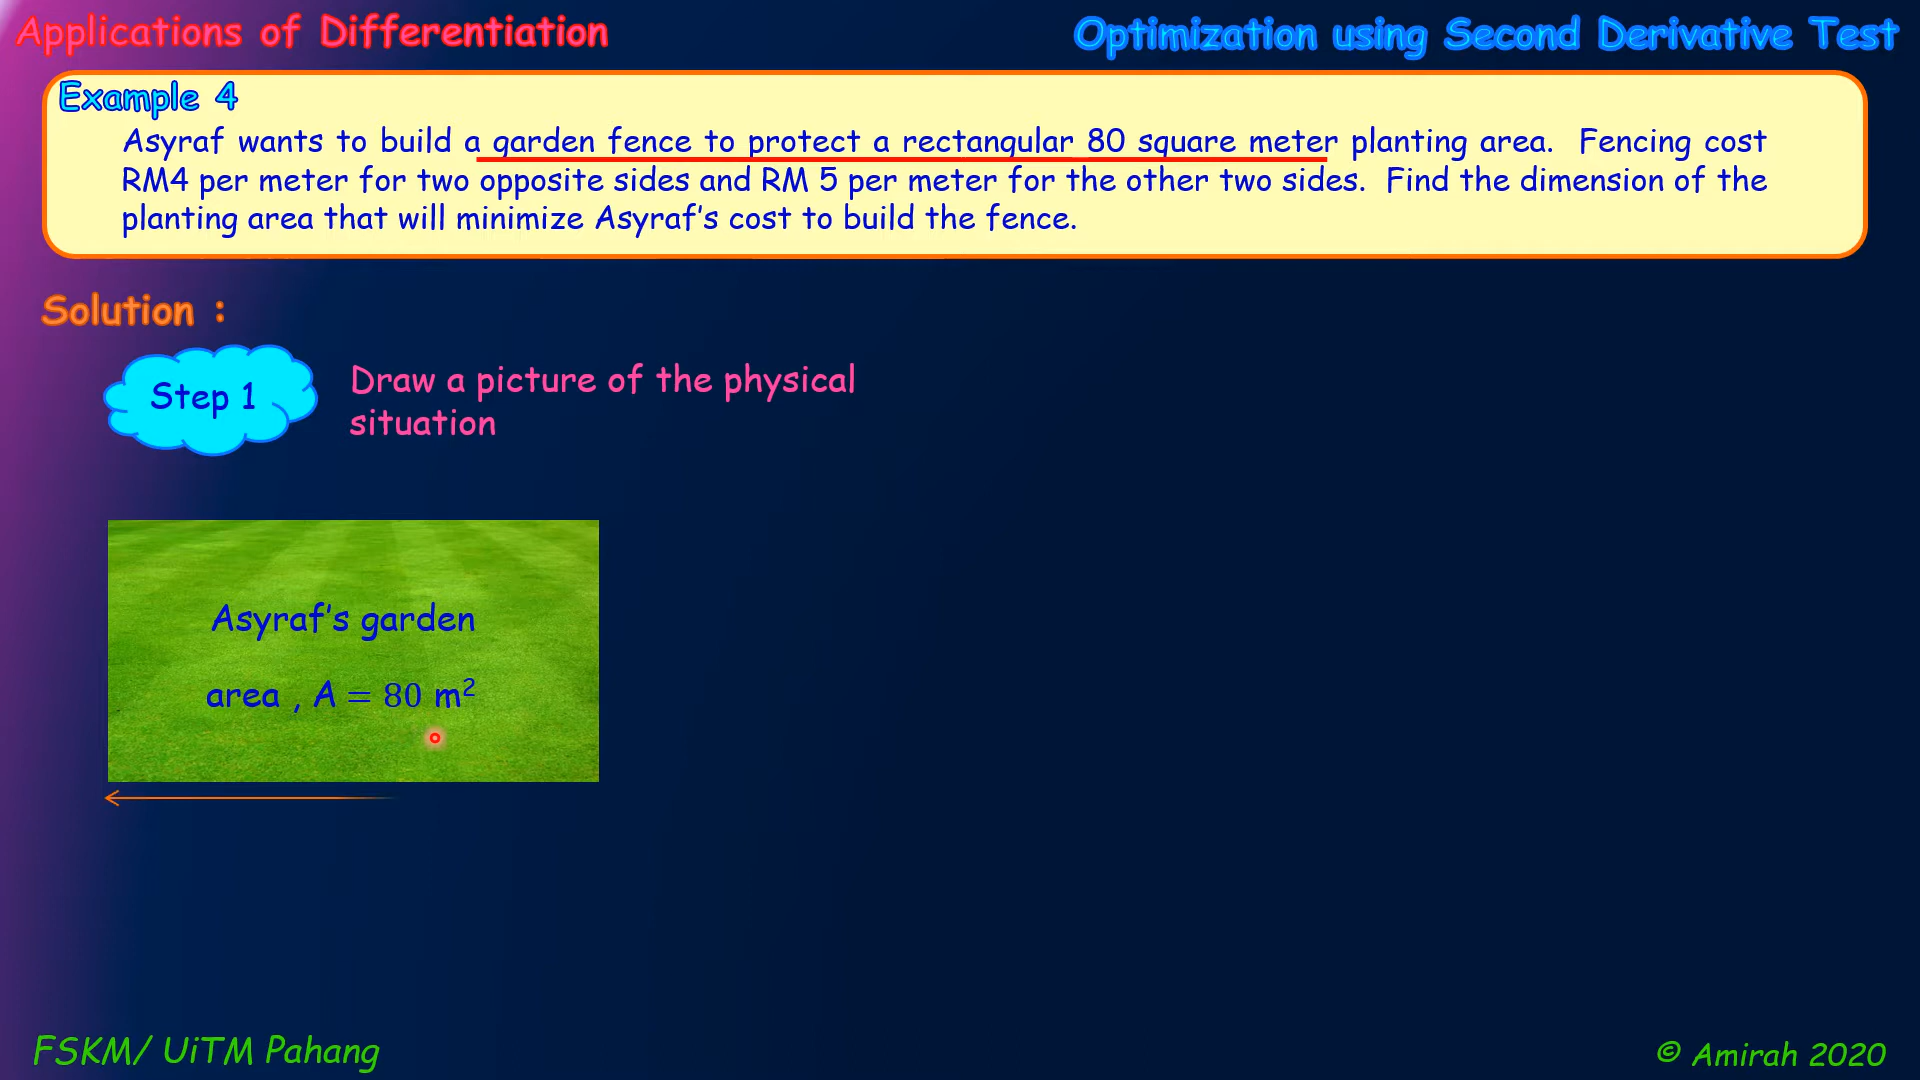 Applications of Differentiation
Optimization using Second Derivative Test
Example 4
Asyraf wants to build a garden fence to protect a rectangular 80 square meter planting area. Fencing cost
RM4 per meter for two opposite sides and RM 5 per meter for the other two sides. Find the dimension of the
planting area that will minimize Asyraf's cost to build the fence.
Solution :
Step 1
Draw a picture of the physical
situation
Asyraf's garden
area , A = 80 m²
FSKM/ UiTM Pahang
© Amirah 2020